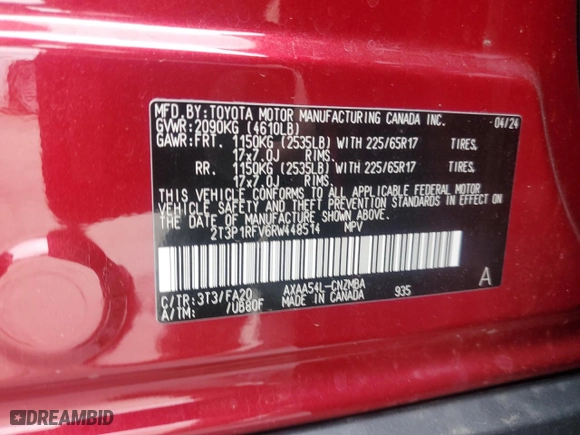 MFD.BY:TOYOTA MOTOR MANUFACTURING CANADA INC. 04/24
GVWR:2090KG (4610LB)
GAWR:FRT. 1150KG (2535LB) WITH 225/65R17 TIRES,
17x7.0J RIMS.
RR. 1150KG (2535LB) WITH 225/65R17 TIRES,
17x7.0J RIMS.
THIS VEHICLE CONFORMS TO ALL APPLICABLE FEDERAL MOTOR
VEHICLE SAFETY AND THEFT PREVENTION STANDARDS IN EFFECT
ON THE DATE OF MANUFACTURE SHOWN ABOVE.
2T3P1RFV6RW448514 MPV
C/TR:3T3/FA20 AXAA54L-CNZMBA A
A/TM: /U680F MADE IN CANADA 935
DREAMBID